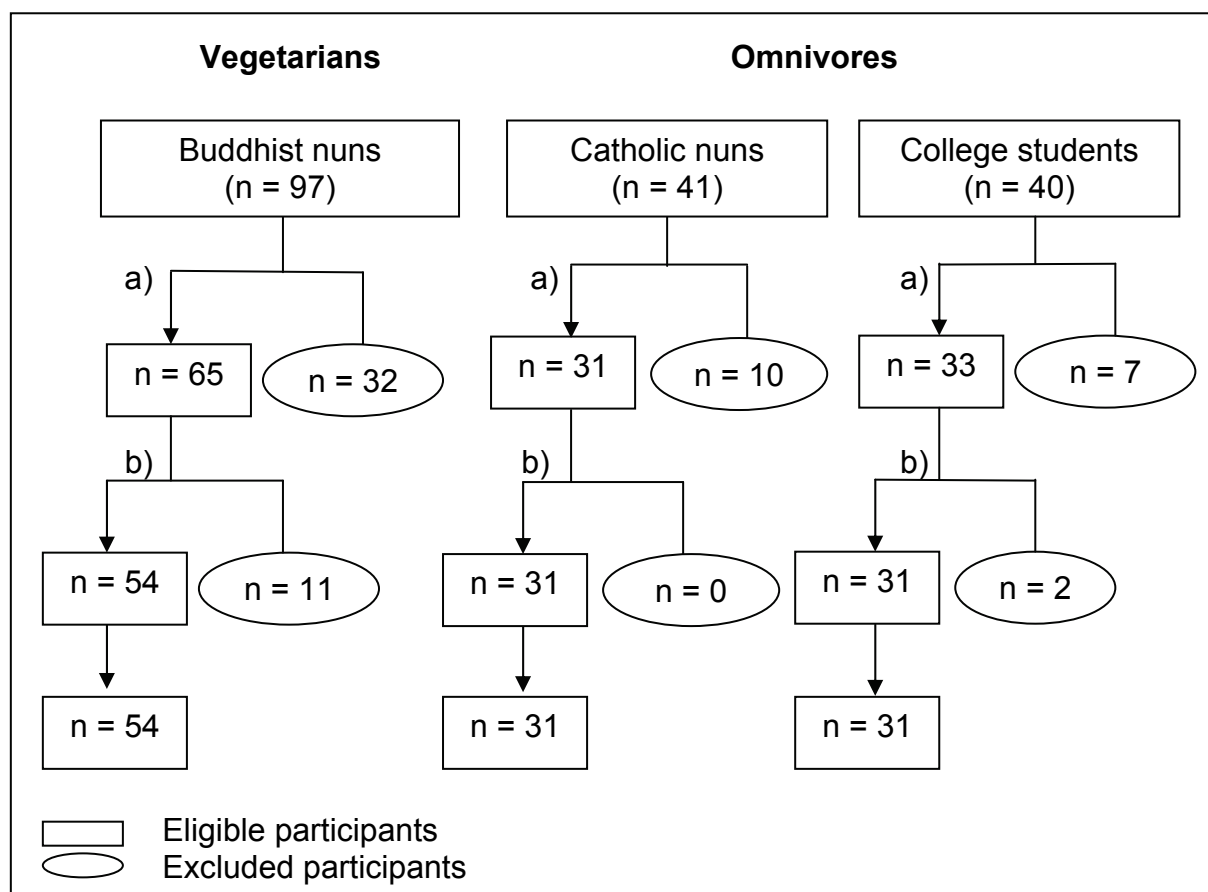 Vegetarians
Omnivores
Buddhist nuns
(n = 97)
Catholic nuns
(n = 41)
College students
(n = 40)
a)
a)
a)
n = 65
n = 32
n = 31
n = 10
n = 33
n = 7
b)
b)
b)
n = 54
n = 11
n = 31
n = 0
n = 31
n = 2
n = 54
n = 31
n = 31
Eligible participants
Excluded participants